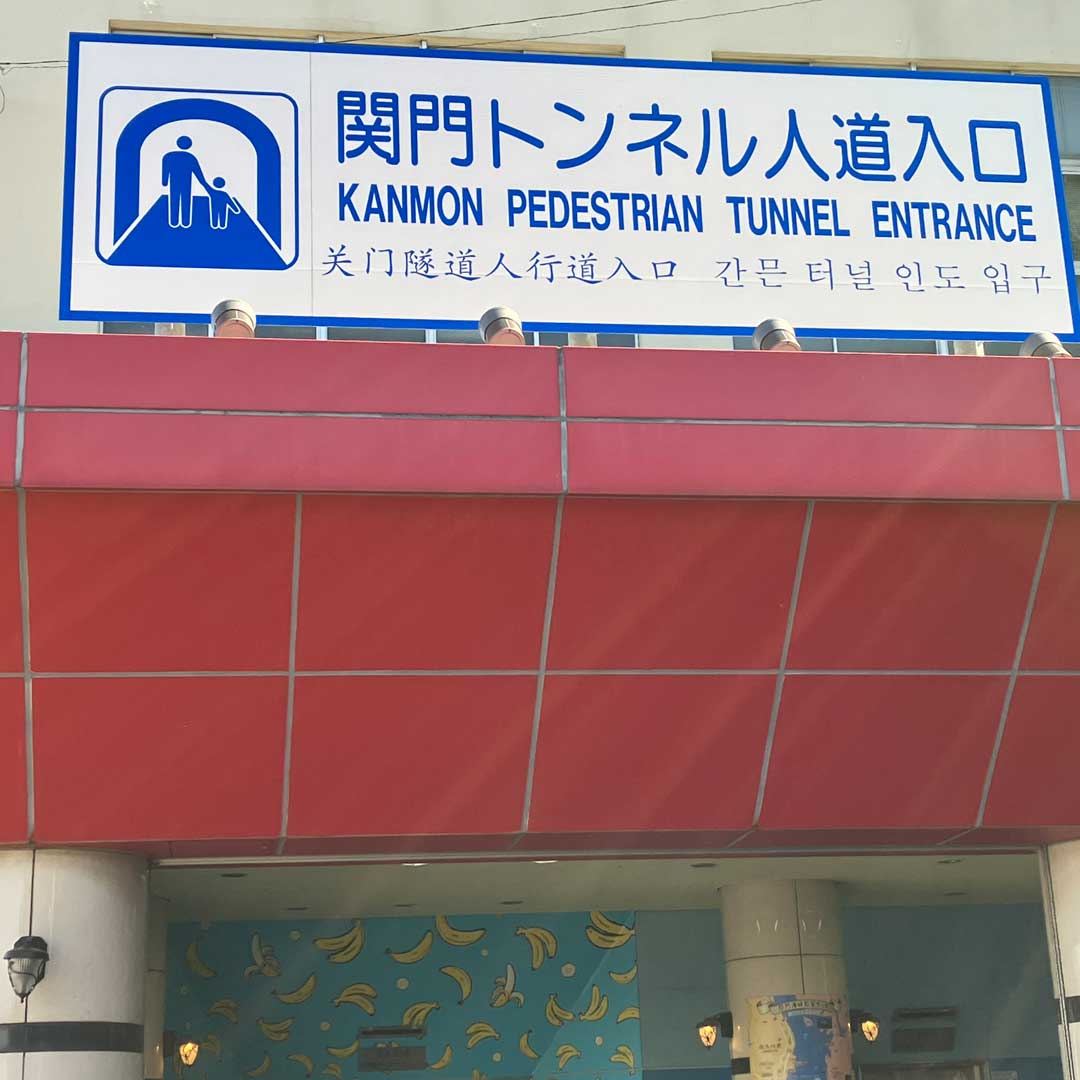 関門トンネル人道入口
KANMON PEDESTRIAN TUNNEL ENTRANCE
关门隧道人行道入口 간믄 터널 인도 입구